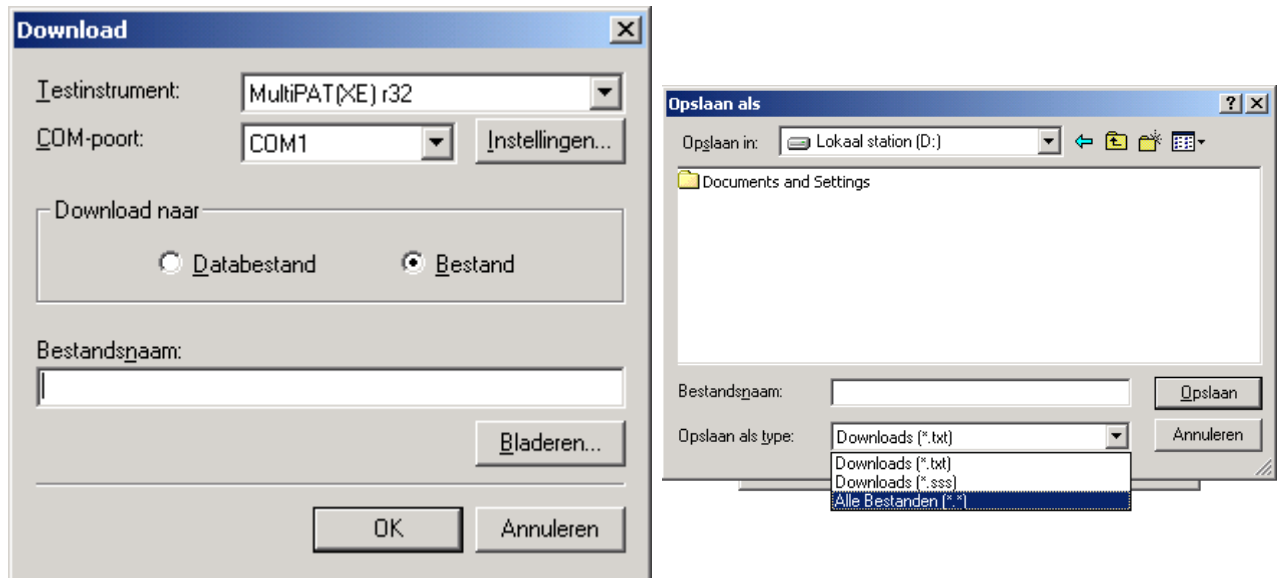 Download
Testinstrument: MultiPAT(XE) r32
COM-poort: COM1 Instellingen...
Download naar
Databestand Bestand
Bestandsnaam:
Bladeren...
OK Annuleren
Opslaan als
Opslaan in: Lokaal station (D:)
Documents and Settings
Bestandsnaam: Opslaan
Opslaan als type: Downloads (*.txt) Annuleren
Downloads (*.txt)
Downloads (*.sss)
Alle Bestanden (*.*)